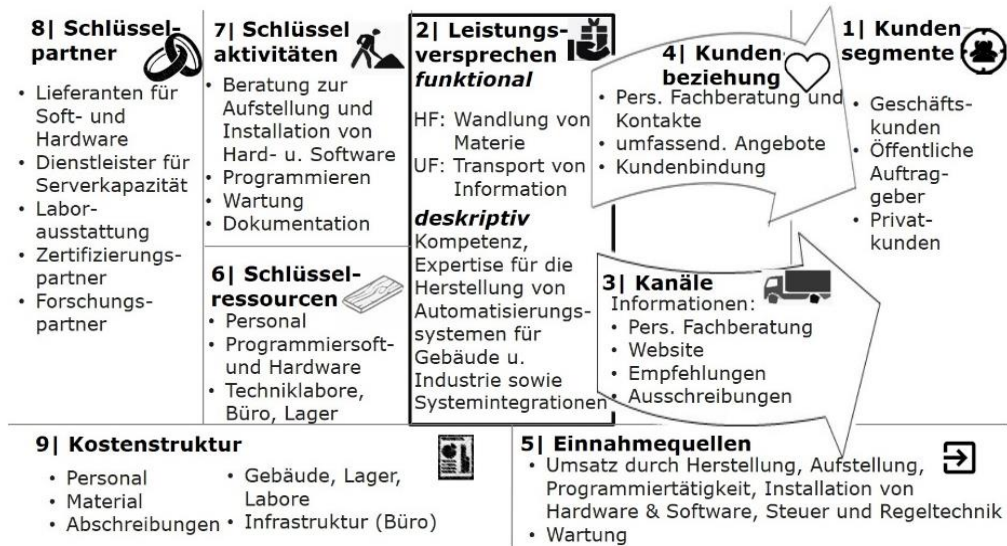 8| Schlüssel-
partner
• Lieferanten für
Soft- und
Hardware
• Dienstleister für
Serverkapazität
• Labor-
ausstattung
• Zertifizierungs-
partner
• Forschungs-
partner
7| Schlüssel
aktivitäten
• Beratung zur
Aufstellung und
Installation von
Hard- u. Software
• Programmieren
• Wartung
• Dokumentation
6| Schlüssel-
ressourcen
• Personal
• Programmiersoft-
und Hardware
• Techniklabore,
Büro, Lager
2| Leistungs-
versprechen
funktional
HF: Wandlung von
Materie
UF: Transport von
Information
deskriptiv
Kompetenz,
Expertise für die
Herstellung von
Automatisierungs-
systemen für
Gebäude u.
Industrie sowie
Systemintegrationen
4| Kunden
beziehung
• Pers. Fachberatung und
Kontakte
• umfassend. Angebote
• Kundenbindung
3| Kanäle
Informationen:
• Pers. Fachberatung
• Website
• Empfehlungen
• Ausschreibungen
1| Kunden
segmente
• Geschäfts-
kunden
• Öffentliche
Auftrag-
geber
• Privat-
kunden
9| Kostenstruktur
• Personal
• Material
• Abschreibungen
• Gebäude, Lager,
Labore
• Infrastruktur (Büro)
5| Einnahmequellen
• Umsatz durch Herstellung, Aufstellung,
Programmiertätigkeit, Installation von
Hardware & Software, Steuer und Regeltechnik
• Wartung